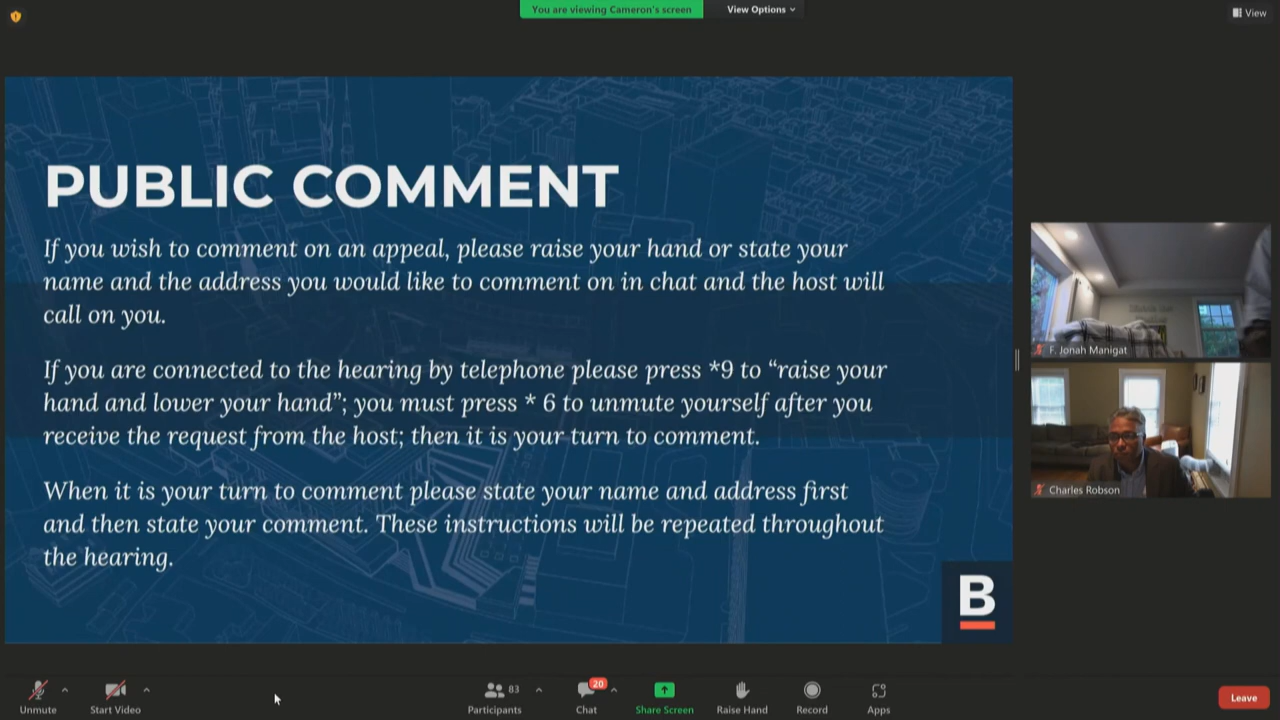 You are viewing Cameron's screen
View Options
View
PUBLIC COMMENT
If you wish to comment on an appeal, please raise your hand or state your
name and the address you would like to comment on in chat and the host will
call on you.
If you are connected to the hearing by telephone please press *9 to “raise your
hand and lower your hand”; you must press * 6 to unmute yourself after you
receive the request from the host; then it is your turn to comment.
When it is your turn to comment please state your name and address first
and then state your comment. These instructions will be repeated throughout
the hearing.
B
F. Jonah Manigat
Charles Robson
Unmute
Start Video
83
Participants
20
Chat
Share Screen
Raise Hand
Record
Apps
Leave